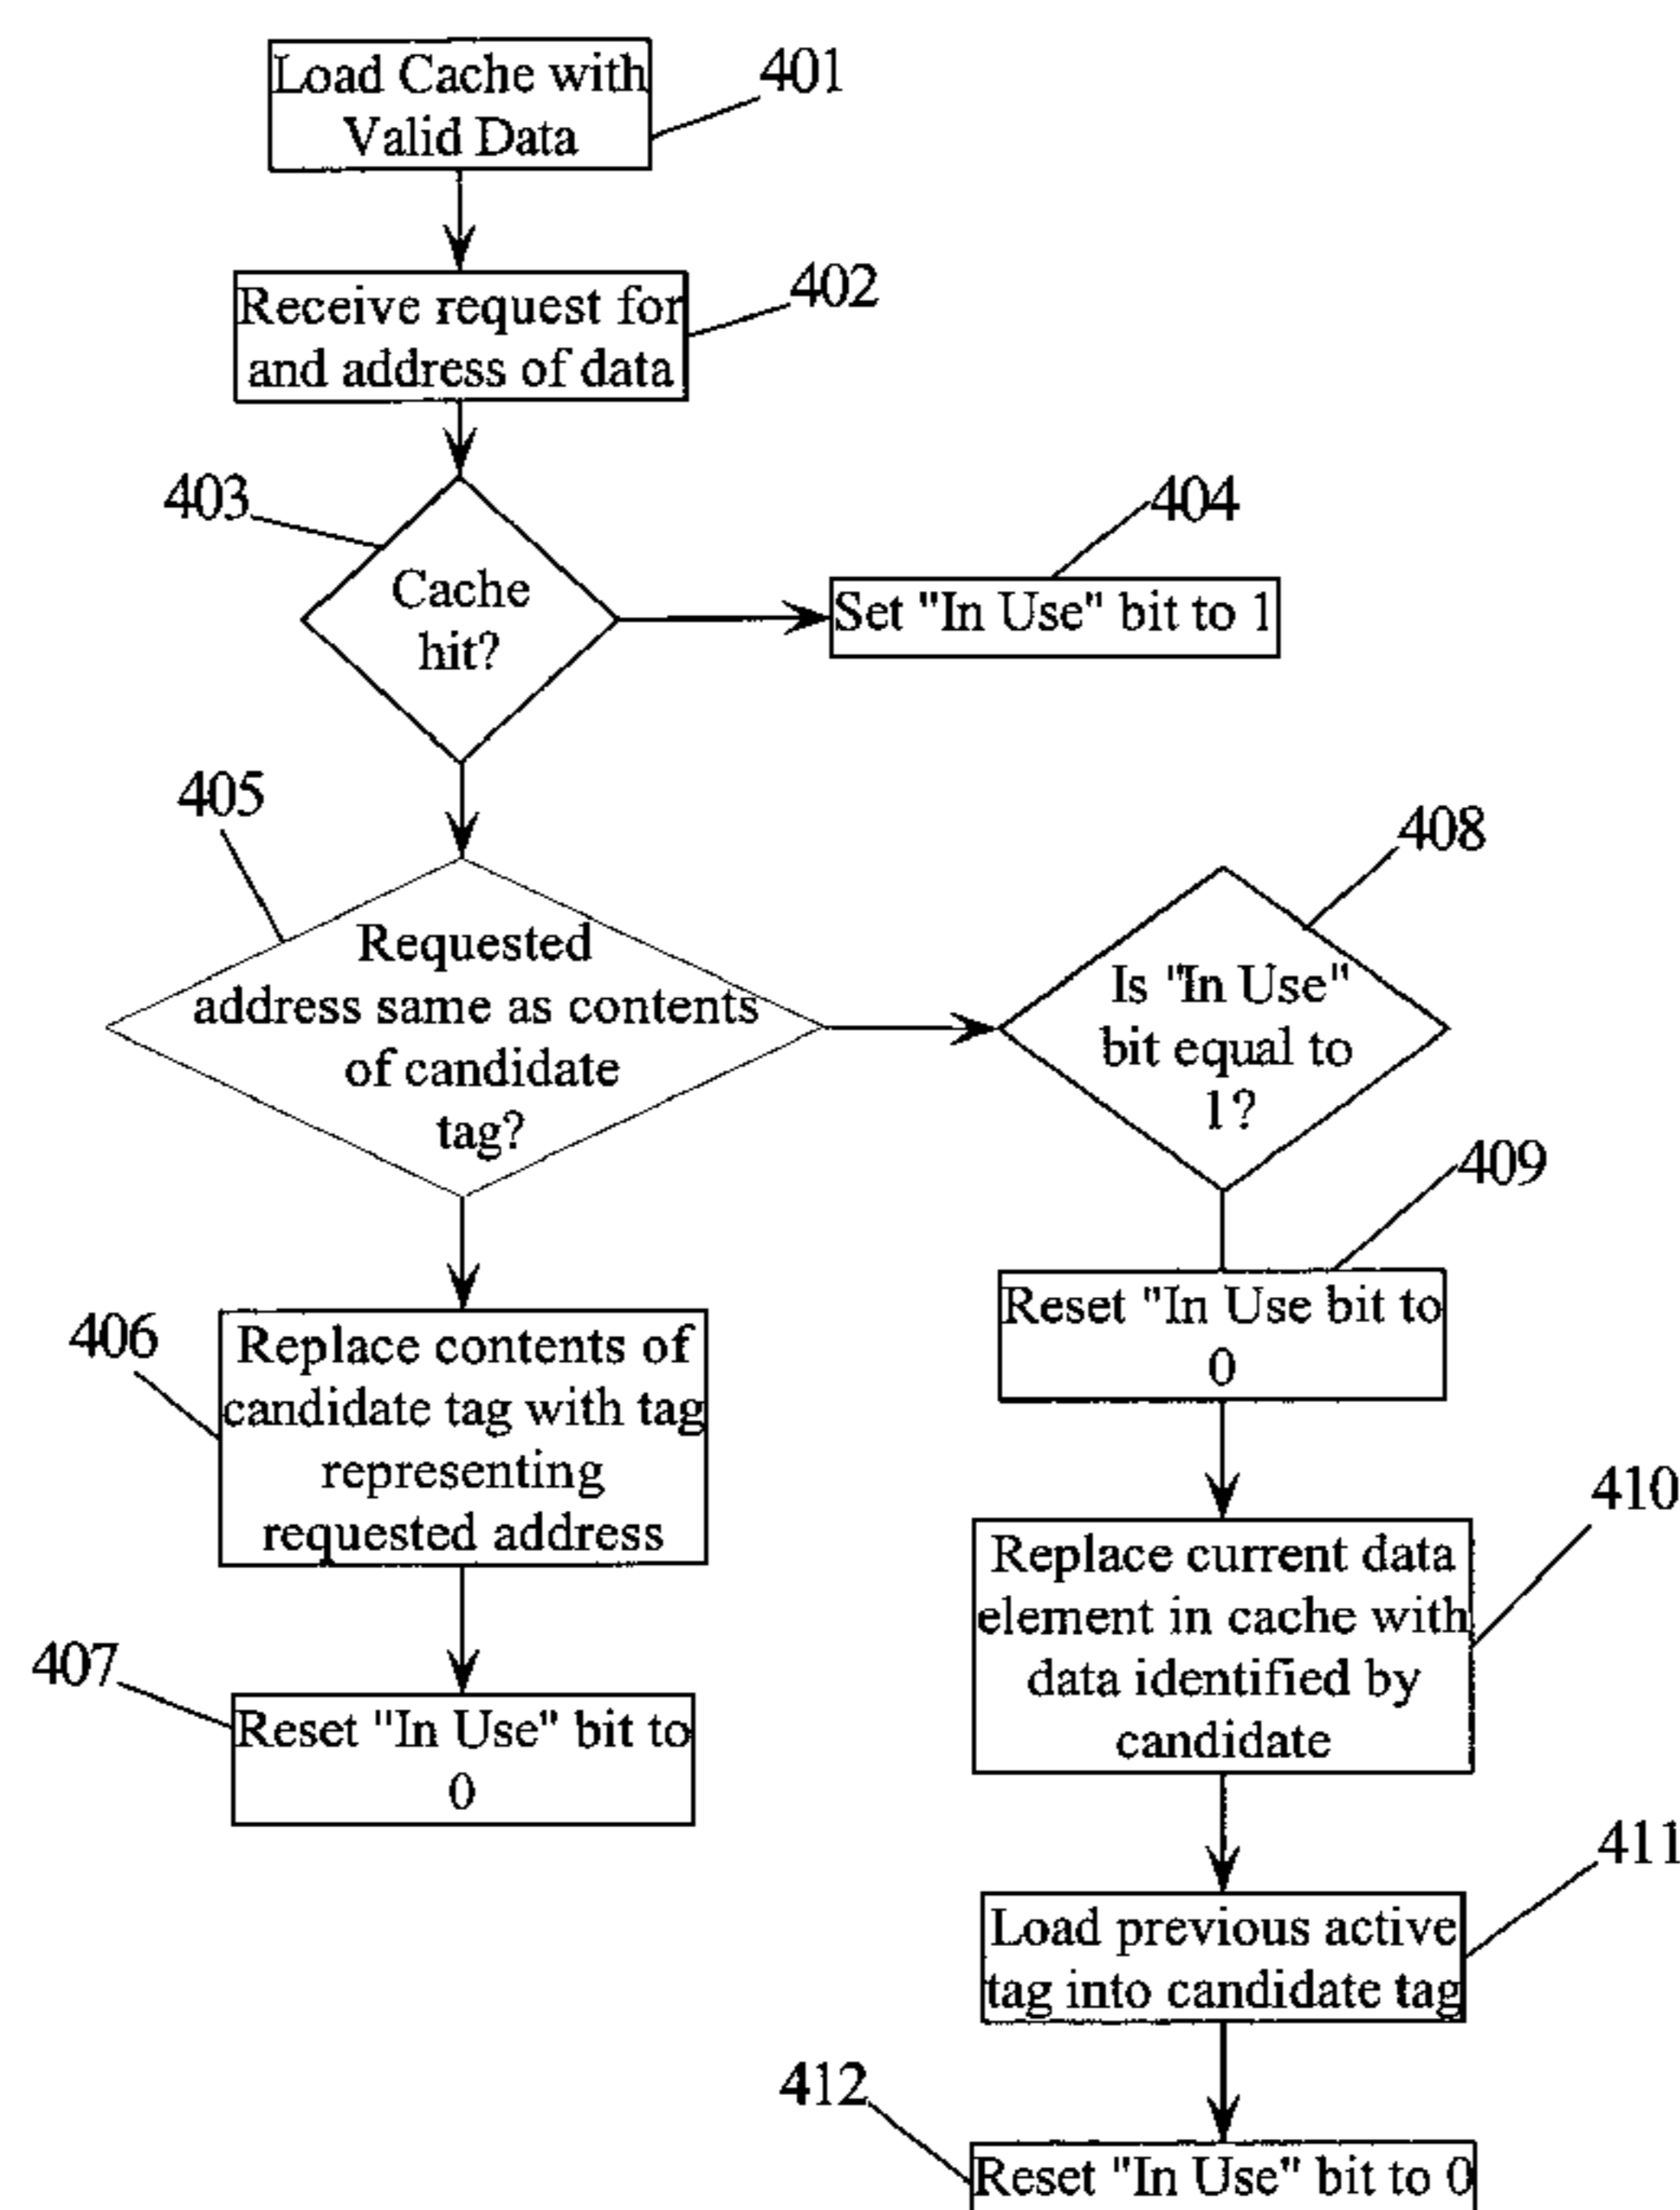 Load Cache with
Valid Data
401
Receive request for
and address of data
402
403
Cache
hit?
404
Set "In Use" bit to 1
405
Requested
address same as contents
of candidate
tag?
408
Is "In Use"
bit equal to
1?
409
Reset "In Use bit to
0
406
Replace contents of
candidate tag with tag
representing
requested address
407
Reset "In Use" bit to
0
410
Replace current data
element in cache with
data identified by
candidate
411
Load previous active
tag into candidate tag
412
Reset "In Use" bit to 0